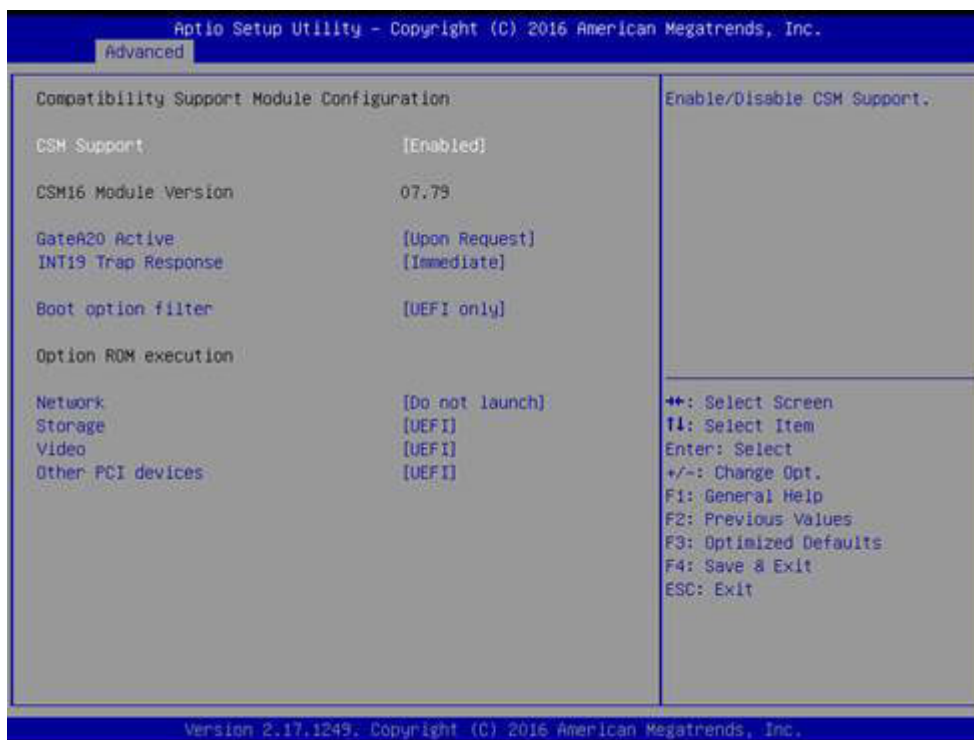 Aptio Setup Utility – Copyright (C) 2016 American Megatrends, Inc.
Advanced
Compatibility Support Module Configuration
CSM Support [Enabled]
CSM16 Module Version 07.79
GateA20 Active [Upon Request]
INT19 Trap Response [Immediate]
Boot option filter [UEFI only]
Option ROM execution
Network [Do not launch]
Storage [UEFI]
Video [UEFI]
Other PCI devices [UEFI]
Enable/Disable CSM Support.
→←: Select Screen
↑↓: Select Item
Enter: Select
+/-: Change Opt.
F1: General Help
F2: Previous Values
F3: Optimized Defaults
F4: Save & Exit
ESC: Exit
Version 2.17.1249. Copyright (C) 2016 American Megatrends, Inc.